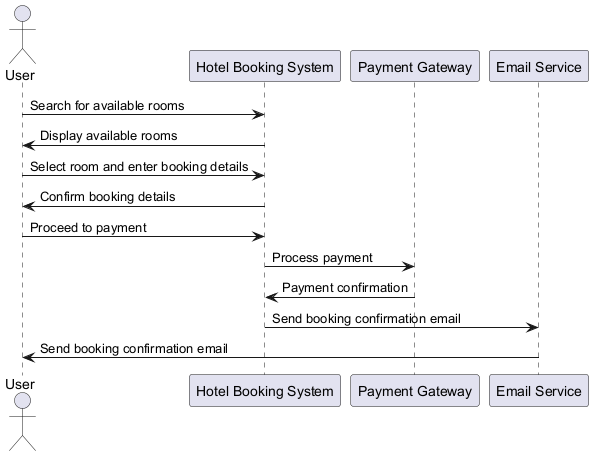 User
Hotel Booking System
Payment Gateway
Email Service
Search for available rooms
Display available rooms
Select room and enter booking details
Confirm booking details
Proceed to payment
Process payment
Payment confirmation
Send booking confirmation email
Send booking confirmation email
User
Hotel Booking System
Payment Gateway
Email Service